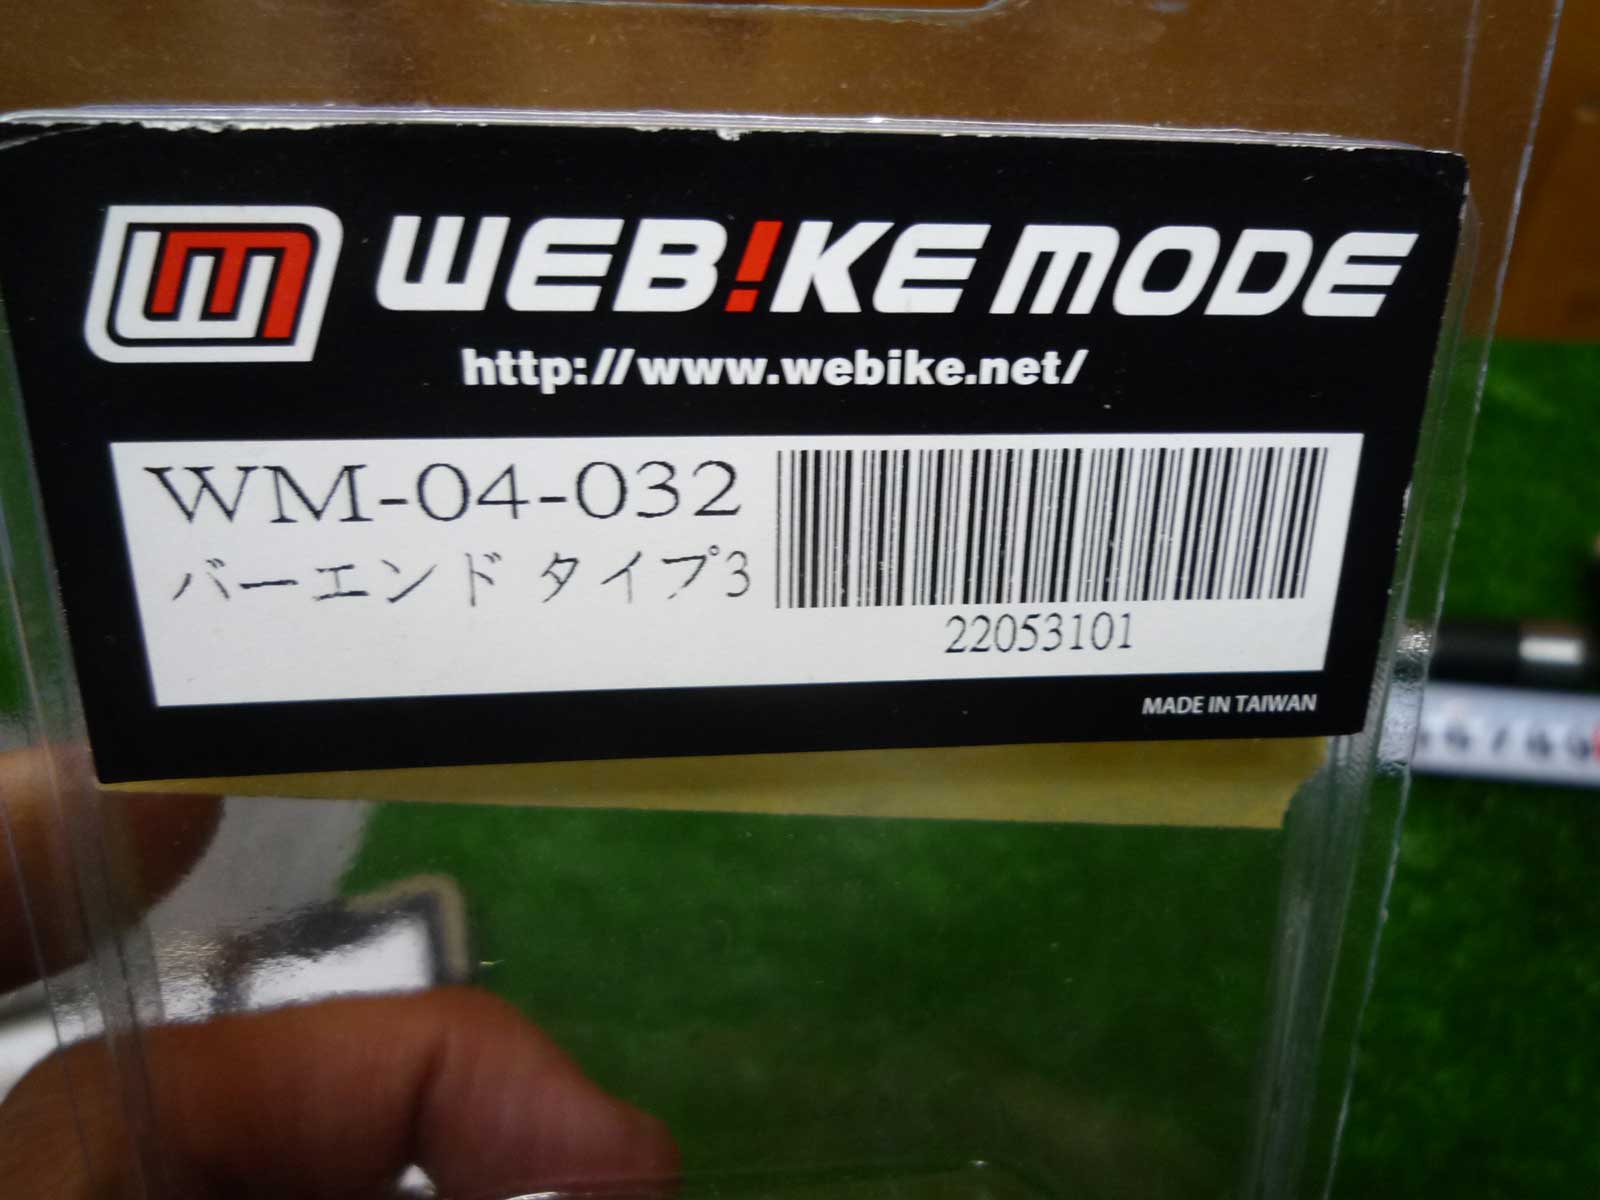 WEB!KE MODE
http://www.webike.net/
WM-04-032
バーエンド タイプ3
22053101
MADE IN TAIWAN